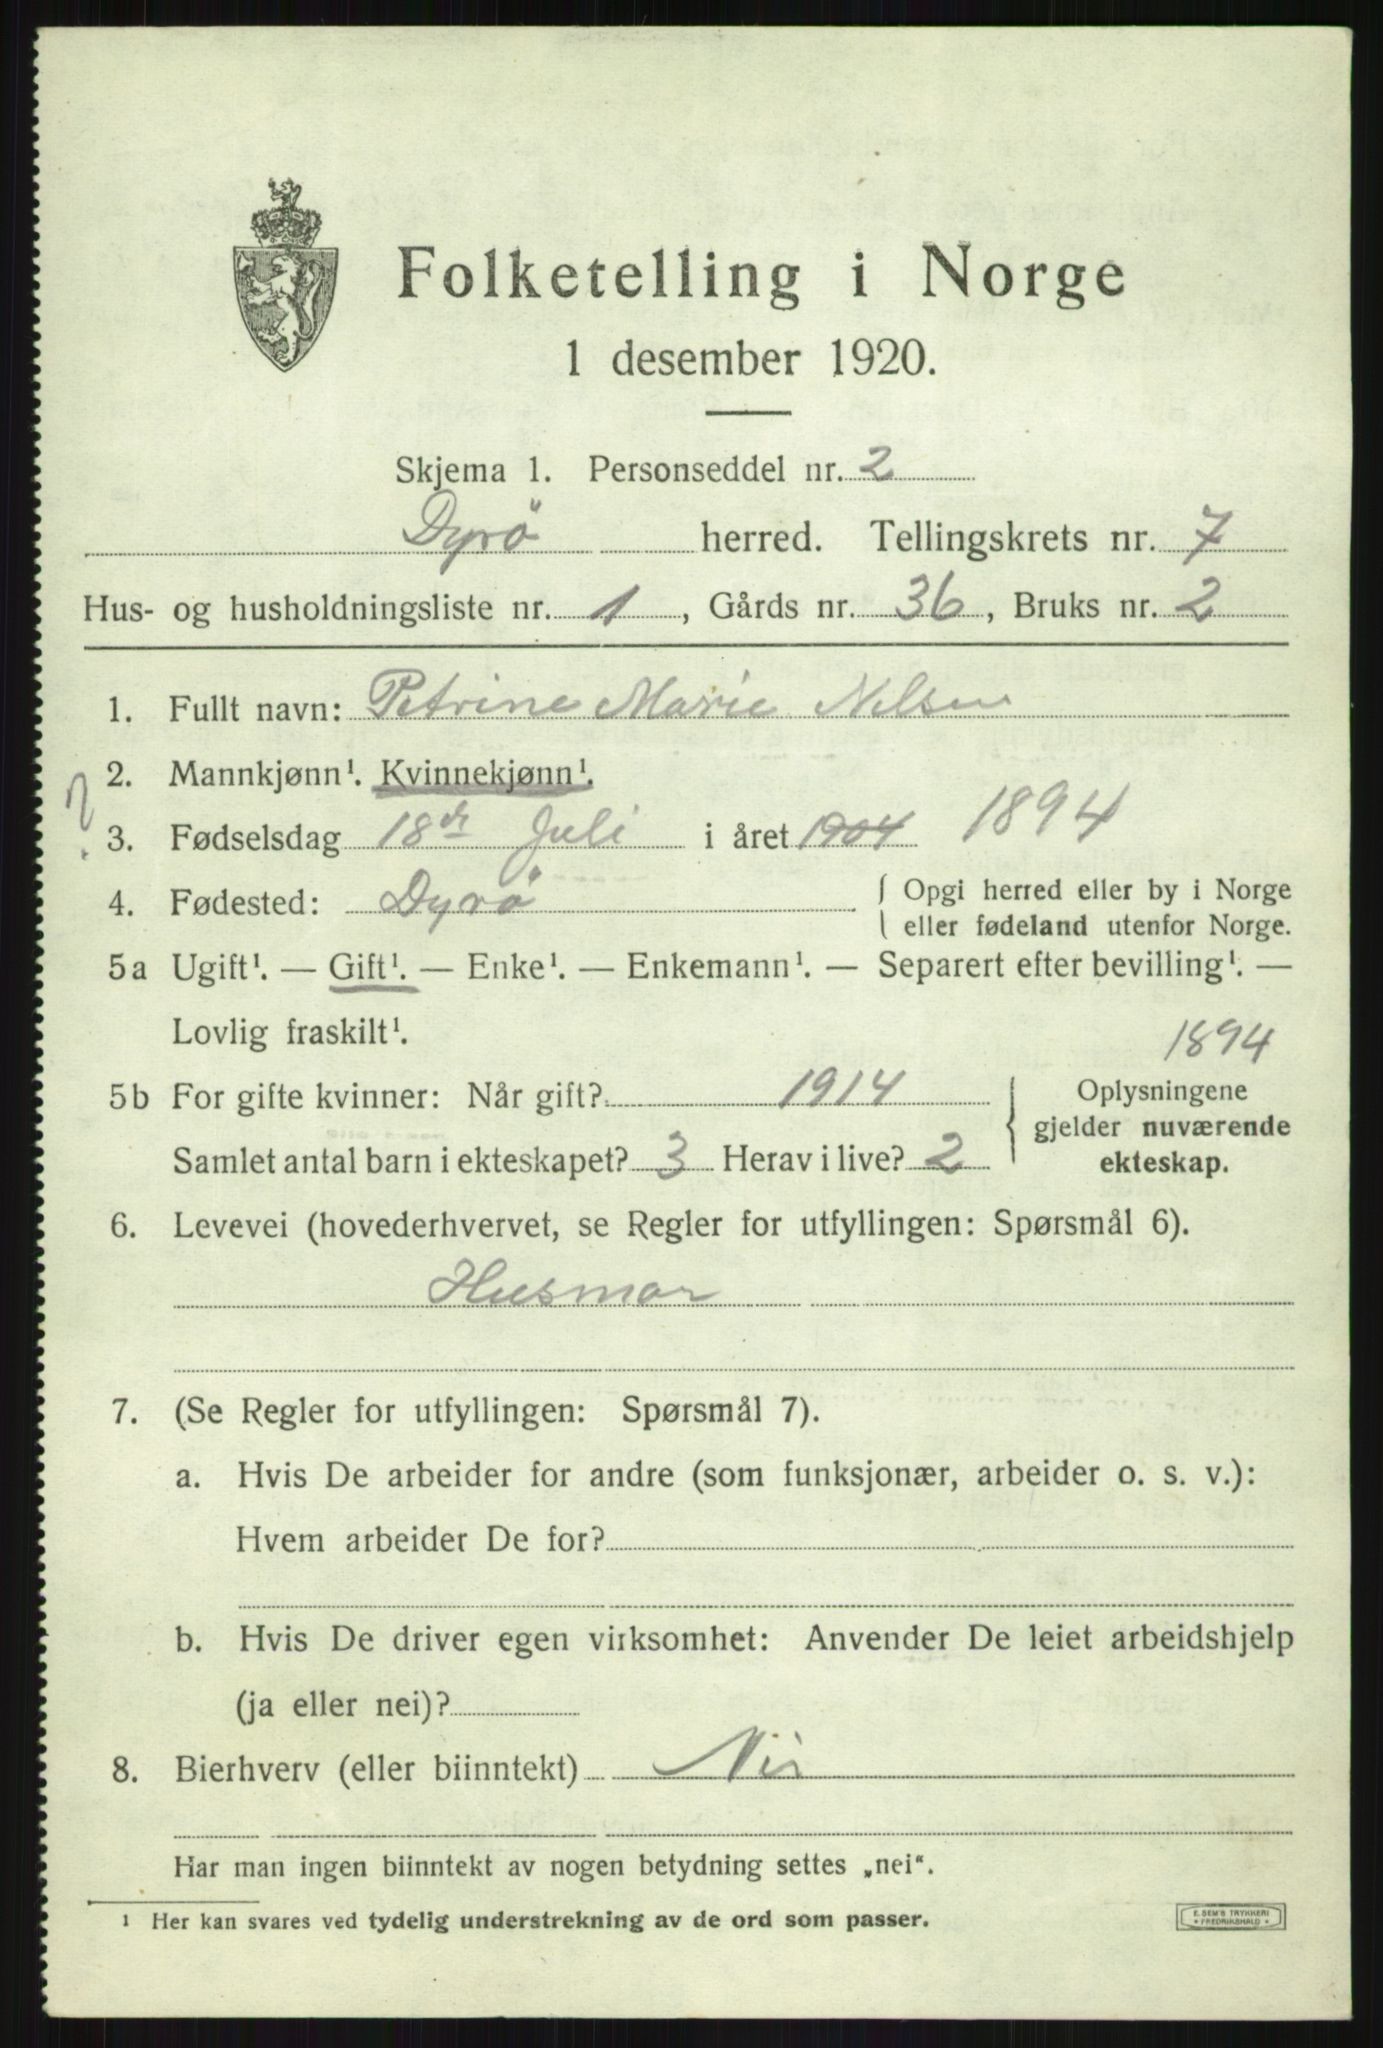 Folketelling i Norge
1 desember 1920.
Skjema 1. Personseddel nr. 2
Dyrö herred. Tellingskrets nr. 7
Hus- og husholdningsliste nr. 1, Gårds nr. 36, Bruks nr. 2
1. Fullt navn: Petrine Marie Nilsen
2. Mannkjønn¹. Kvinnekjønn¹.
? 3. Fødselsdag 18de Juli i året 1904 1894
4. Fødested: Dyrö { Opgi herred eller by i Norge
eller fødeland utenfor Norge.
5a Ugift¹. — Gift¹. — Enke¹. — Enkemann¹. — Separert efter bevilling¹. —
Lovlig fraskilt¹.
1894
5b For gifte kvinner: Når gift? 1914 { Oplysningene
gjelder nuværende
Samlet antal barn i ekteskapet? 3 Herav i live? 2 ekteskap.
6. Levevei (hovederhvervet, se Regler for utfyllingen: Spørsmål 6).
Husmor
7. (Se Regler for utfyllingen: Spørsmål 7).
a. Hvis De arbeider for andre (som funksjonær, arbeider o. s. v.):
Hvem arbeider De for?
b. Hvis De driver egen virksomhet: Anvender De leiet arbeidshjelp
(ja eller nei)?
8. Bierhverv (eller biinntekt) Nei
Har man ingen biinntekt av nogen betydning settes „nei“.
1 Her kan svares ved tydelig understrekning av de ord som passer.
E. SEM'S TRYKKERI
* FREDRIKSHALD *